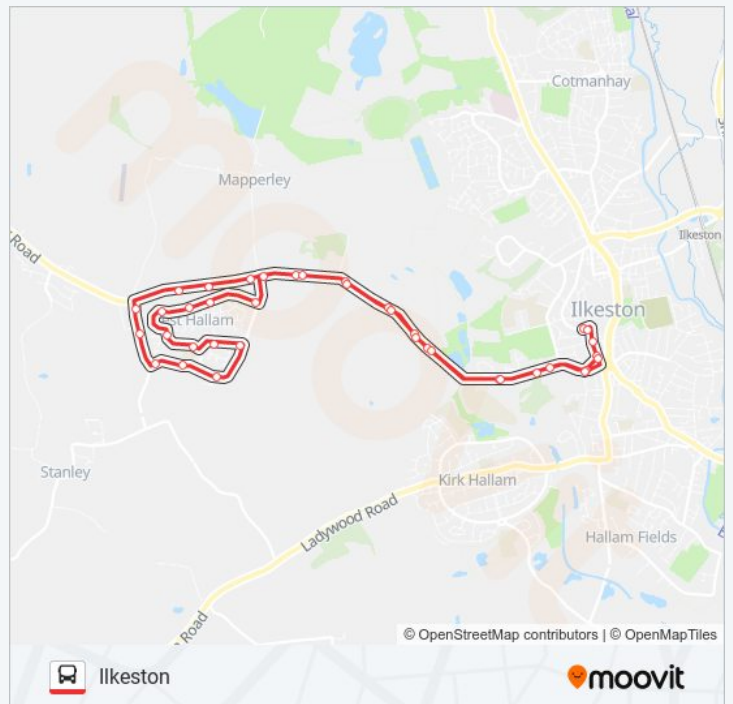 Cotmanhay
Mapperley
Ilkeston
Road
Ilkeston
st Hallam
Stanley
Kirk Hallam
Ladywood Road
Hallam Fields
Road
© OpenStreetMap contributors | © OpenMapTiles
Ilkeston
moovit